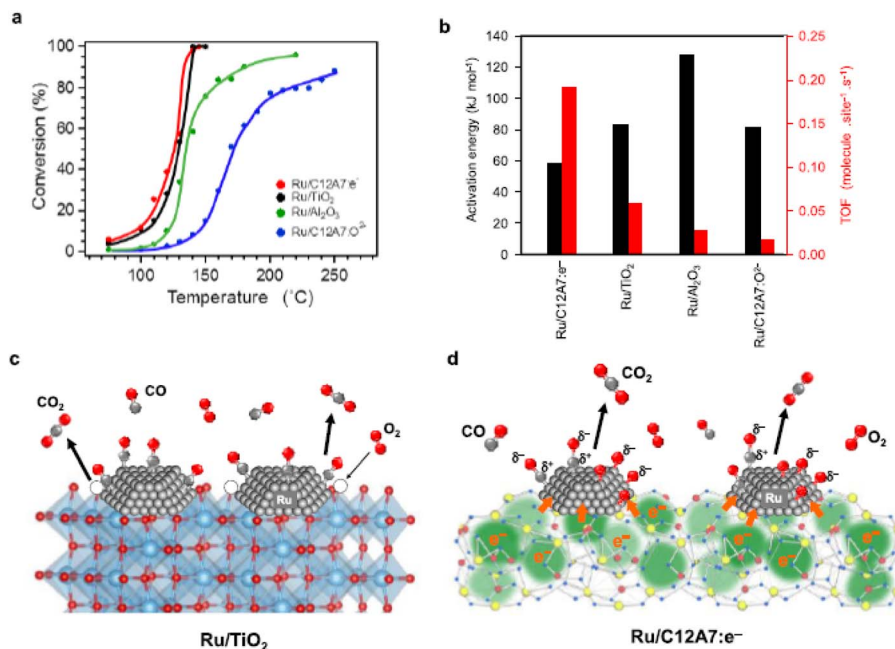 a
100
80
60
40
20
0
Conversion (%)
Ru/C12A7:e⁻
Ru/TiO₂
Ru/Al₂O₃
Ru/C12A7:O²⁻
100 150 200 250
Temperature (˚C)
b
140
120
100
80
60
40
20
0
Activation energy (kJ mol⁻¹)
0.25
0.20
0.15
0.10
0.05
0.00
TOF (molecule .site⁻¹ .s⁻¹)
Ru/C12A7:e⁻
Ru/TiO₂
Ru/Al₂O₃
Ru/C12A7:O²⁻
c
CO₂
CO
O₂
Ru
Ru/TiO₂
d
CO₂
CO
O₂
δ⁻ δ⁻ δ⁻ δ⁻
δ⁺ δ⁺ δ⁻ δ⁺ δ⁻
Ru
e⁻ e⁻ e⁻ e⁻ e⁻ e⁻
Ru/C12A7:e⁻